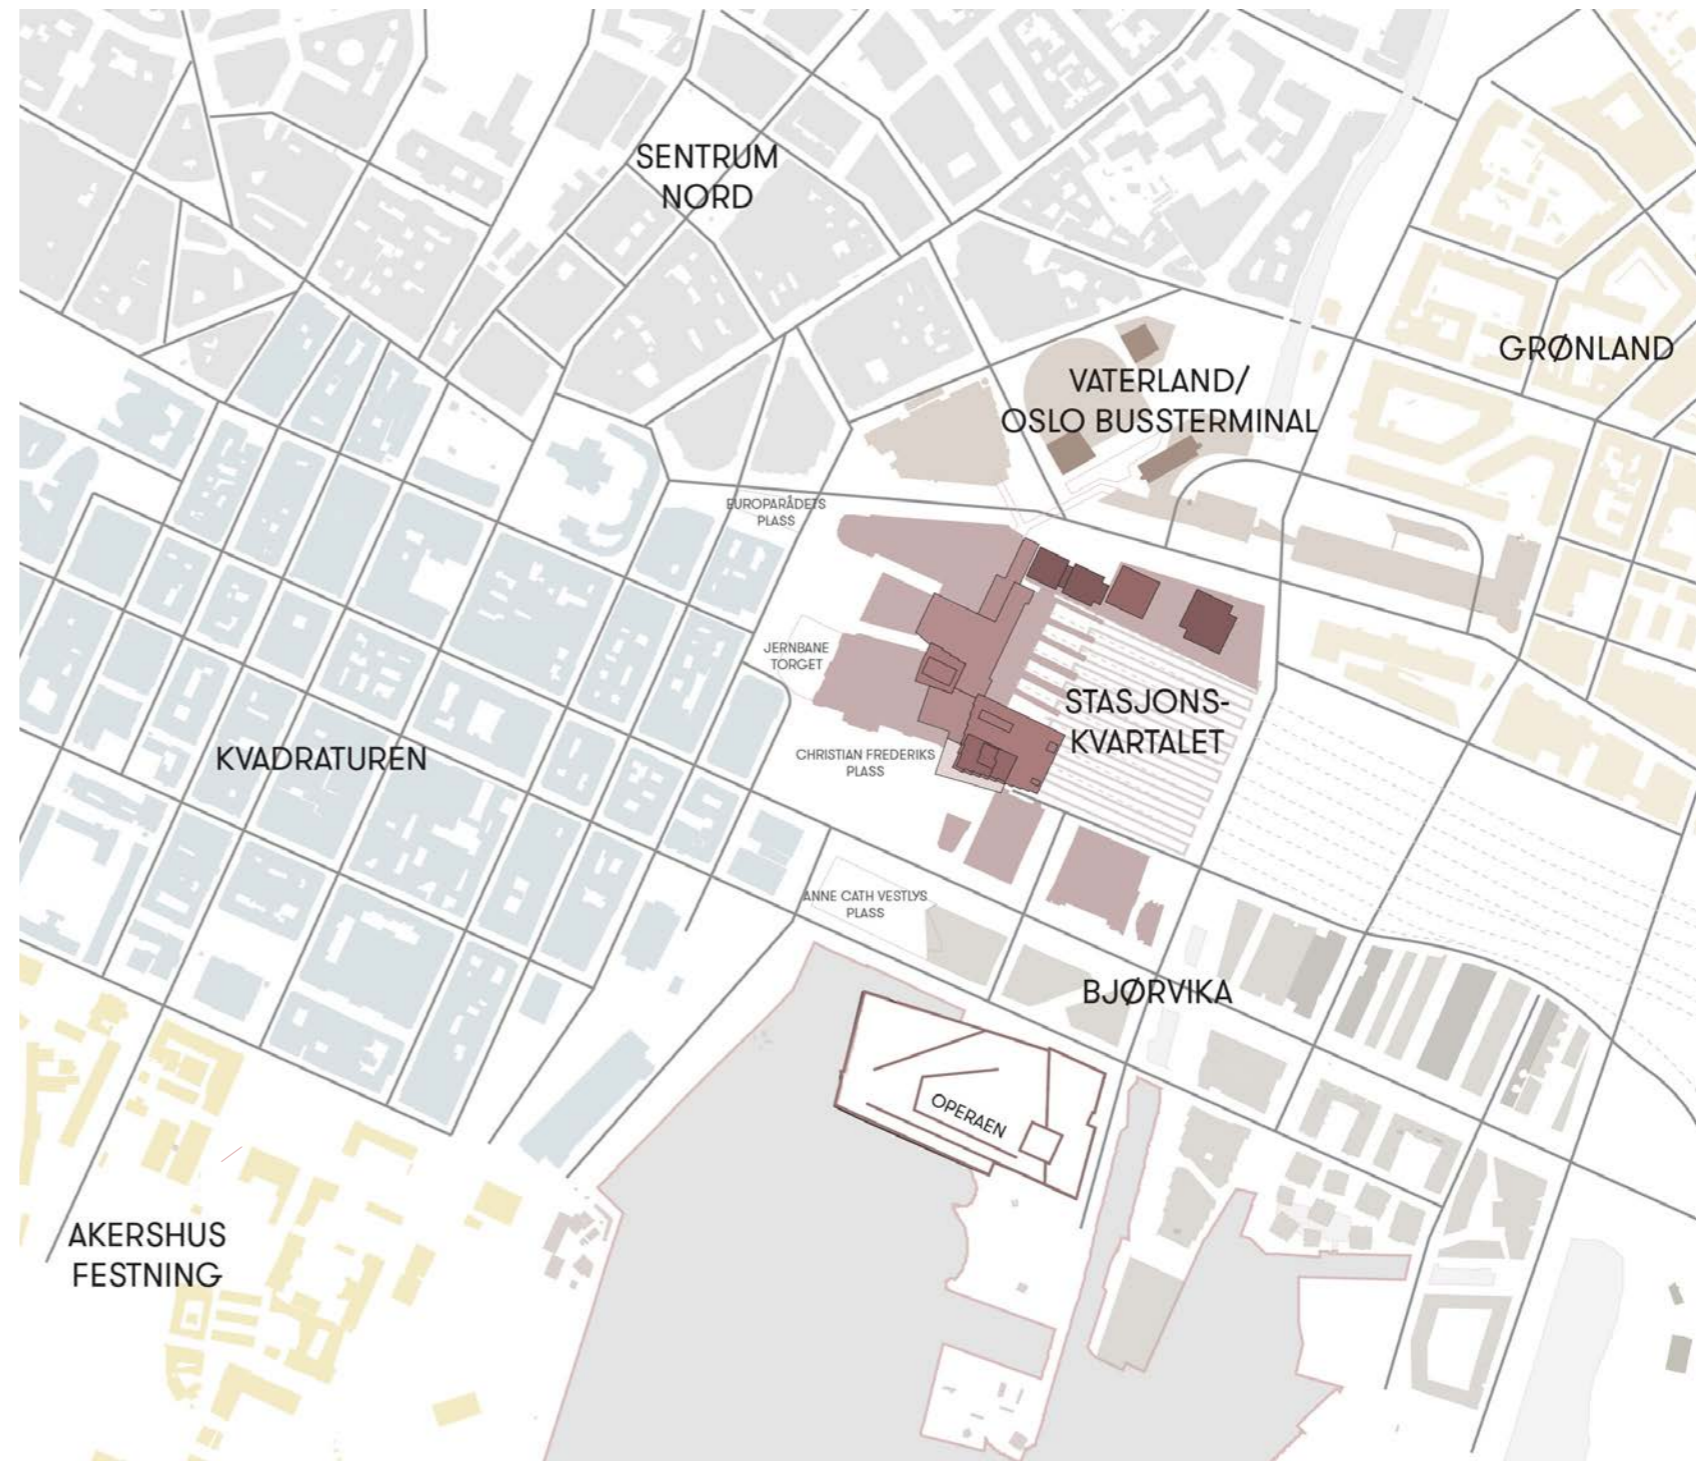 SENTRUM
NORD
GRØNLAND
VATERLAND/
OSLO BUSSTERMINAL
EUROPARÅDETS
PLASS
JERNBANE
TORGET
STASJONS-
KVARTALET
KVADRATUREN
CHRISTIAN FREDERIKS
PLASS
ANNE CATH VESTLYS
PLASS
BJØRVIKA
OPERAEN
AKERSHUS
FESTNING